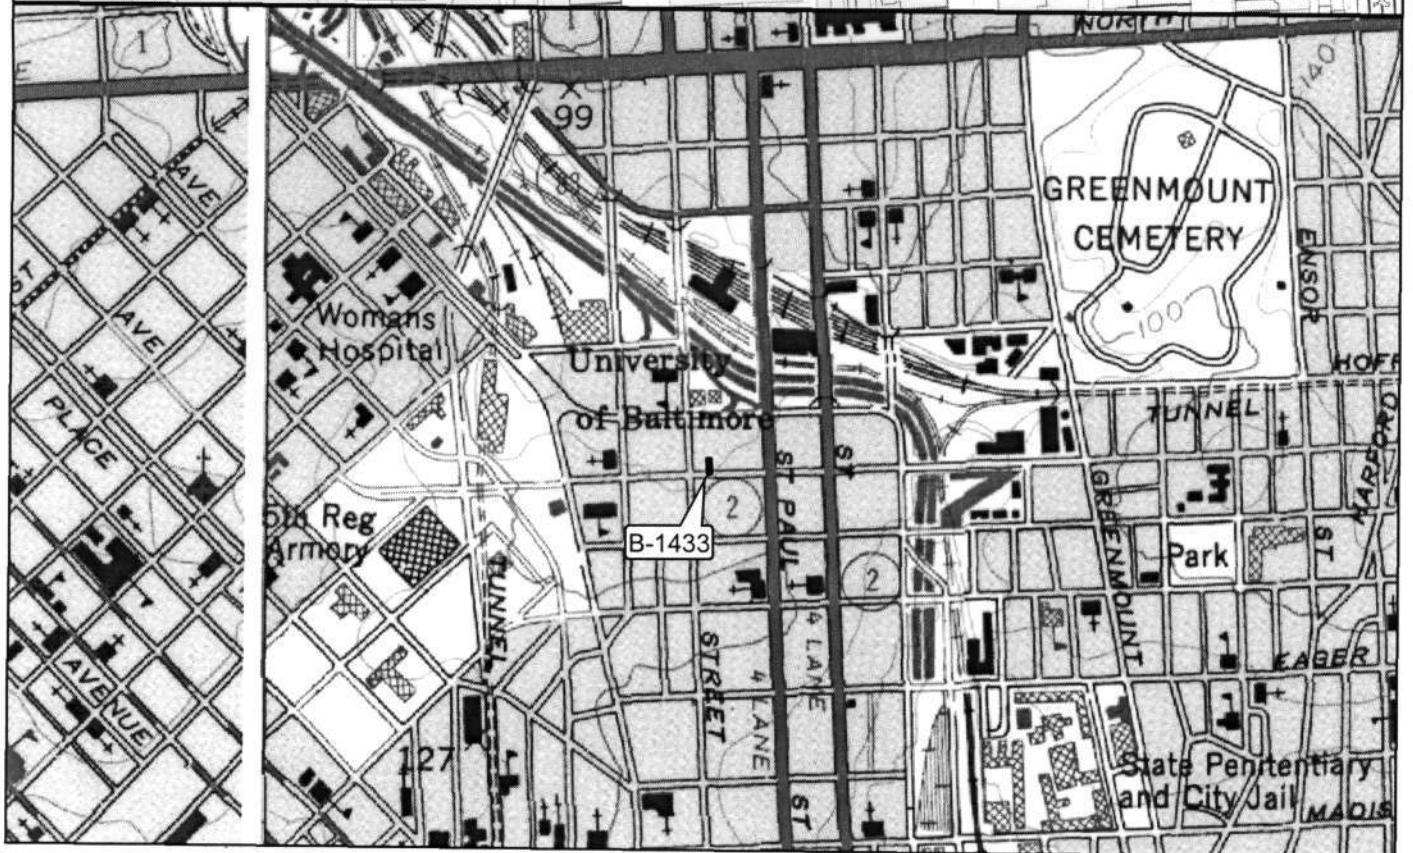 NORTH
1
1
E
99
140
AVE
GREENMOUNT
CEMETERY
ST
ENSOR
AVE
Womans
Hospital
100
University
HOFF
PLACE
of Baltimore
TUNNEL
HARFORD
ST
ST PAUL
GREENMOUNT
2
5th Reg
Armory
B-1433
ST
Park
2
TUNNEL
STREET
4 LANE
4 LANE
EAGER
AVENUE
127
State Penitentiary
and City Jail
ST
MADIS